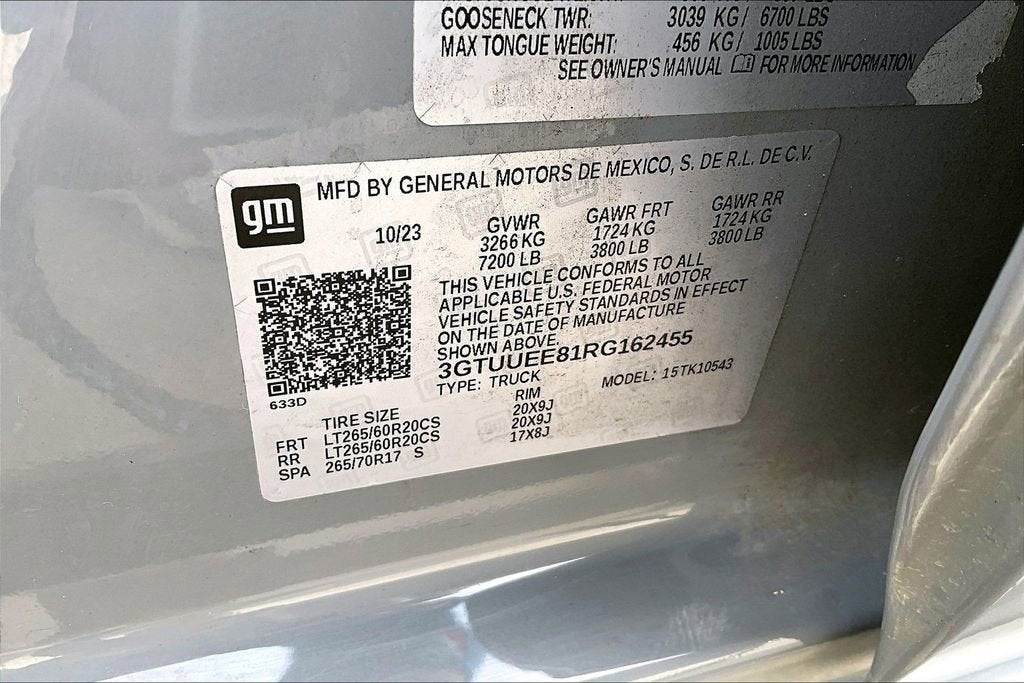 GOOSENECK TWR: 3039 KG/ 6700 LBS
MAX TONGUE WEIGHT: 456 KG/ 1005 LBS
SEE OWNER'S MANUAL FOR MORE INFORMATION
gm
MFD BY GENERAL MOTORS DE MEXICO, S. DE R.L. DE C.V.
10/23
GVWR GAWR FRT GAWR RR
3266 KG 1724 KG 1724 KG
7200 LB 3800 LB 3800 LB
THIS VEHICLE CONFORMS TO ALL
APPLICABLE U.S. FEDERAL MOTOR
VEHICLE SAFETY STANDARDS IN EFFECT
ON THE DATE OF MANUFACTURE
SHOWN ABOVE.
3GTUUEE81RG162455
TYPE: TRUCK MODEL: 15TK10543
633D
TIRE SIZE RIM
FRT LT265/60R20CS 20X9J
RR LT265/60R20CS 20X9J
SPA 265/70R17 S 17X8J